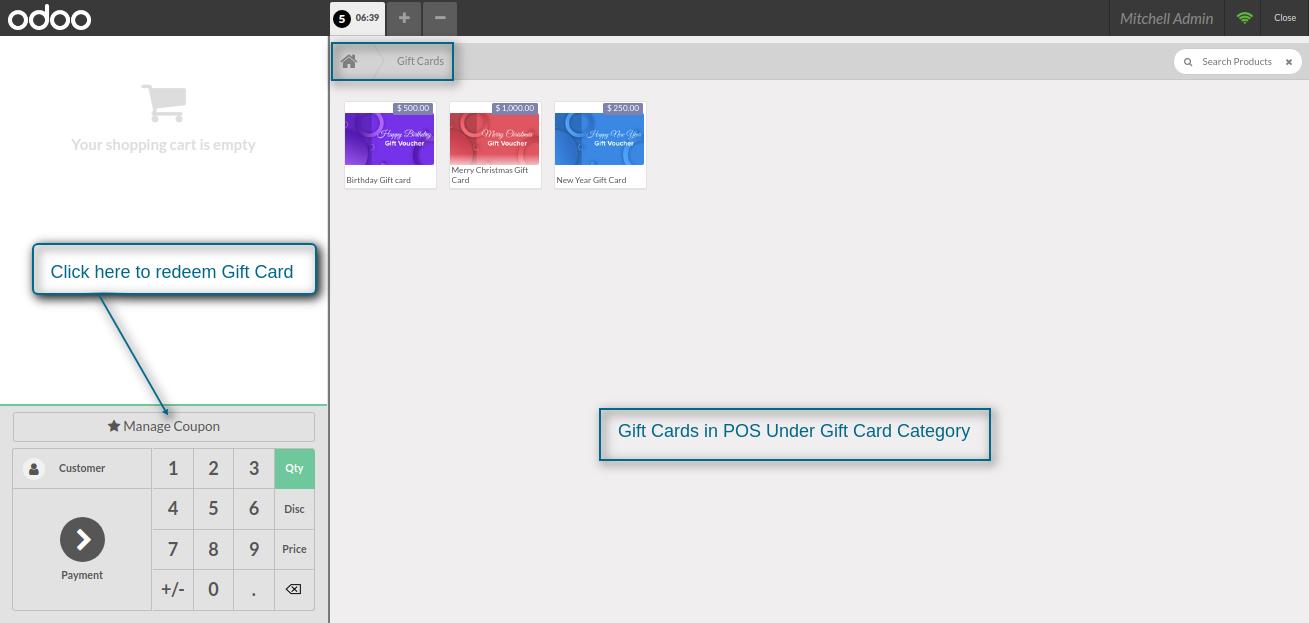 odoo
5 06:39 + −
Mitchell Admin
Close
Gift Cards
Search Products
Your shopping cart is empty
$ 500.00
Happy Birthday
Gift Voucher
Birthday Gift card
$ 1,000.00
Merry Christmas
Gift Voucher
Merry Christmas Gift
Card
$ 250.00
Happy New Year
Gift Voucher
New Year Gift Card
Click here to redeem Gift Card
Gift Cards in POS Under Gift Card Category
Manage Coupon
Customer
Payment
1 2 3 Qty
4 5 6 Disc
7 8 9 Price
+/- 0 .